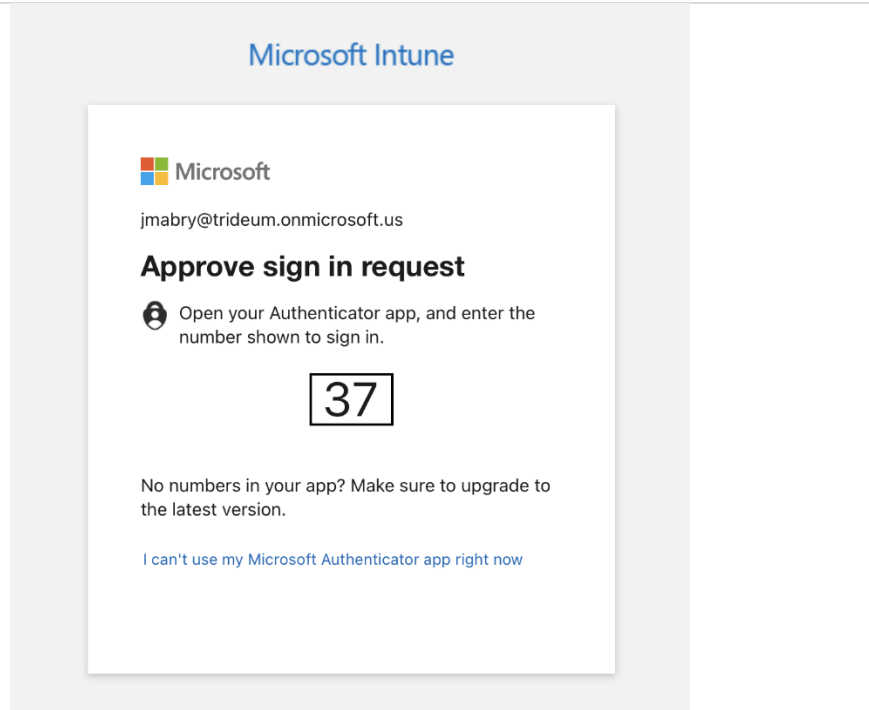 Microsoft Intune
Microsoft
jmabry@trideum.onmicrosoft.us
Approve sign in request
Open your Authenticator app, and enter the
number shown to sign in.
37
No numbers in your app? Make sure to upgrade to
the latest version.
I can't use my Microsoft Authenticator app right now